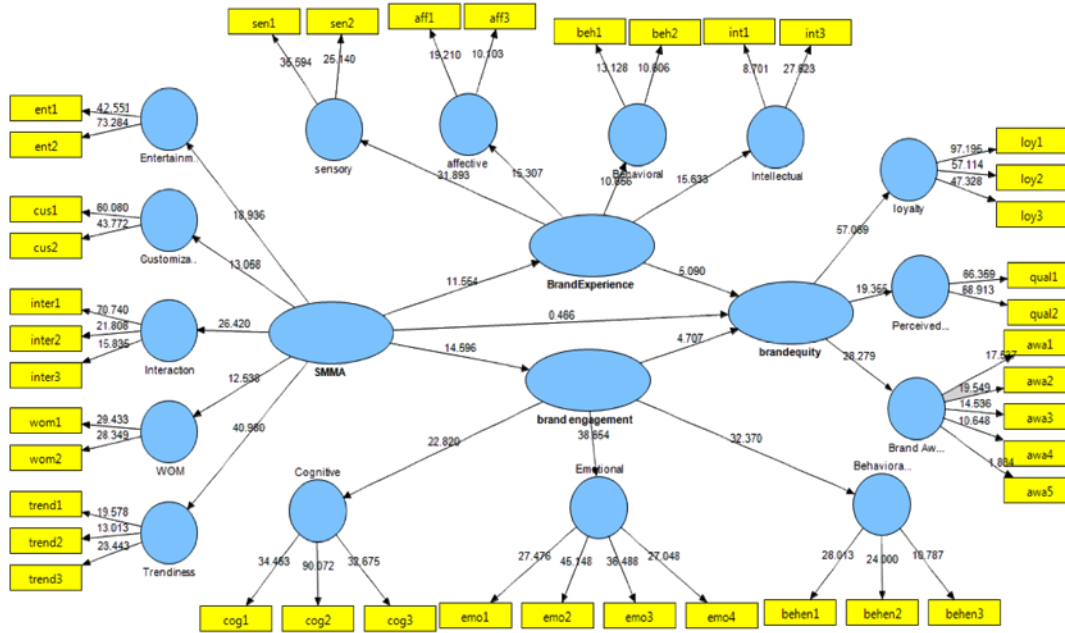 sen1
sen2
aff1
aff3
beh1
beh2
int1
int3
35.594
25.140
19.210
10.103
13.128
10.606
8.701
27.623
ent1
42.551
ent2
73.284
Entertainm..
sensory
affective
Behavioral
Intellectual
31.893
15.307
10.856
15.633
loyalty
97.195
57.114
47.328
loy1
loy2
loy3
cus1
60.080
cus2
43.772
Customiza..
18.936
13.058
11.564
BrandExperience
5.090
57.069
inter1
70.740
inter2
21.808
inter3
15.835
Interaction
26.420
SMMA
0.466
brandequity
19.365
Perceived...
66.359
68.913
qual1
qual2
14.596
brand engagement
4.707
28.279
Brand Aw...
19.549
14.536
10.648
1.884
awa1
awa2
awa3
awa4
awa5
wom1
29.433
wom2
28.349
WOM
12.538
40.980
22.820
32.370
trend1
19.578
trend2
13.013
trend3
23.443
Trendiness
Cognitive
Emotional
Behaviora...
34.463
90.072
32.675
27.476
45.148
36.488
27.048
28.013
24.000
10.787
cog1
cog2
cog3
emo1
emo2
emo3
emo4
behen1
behen2
behen3